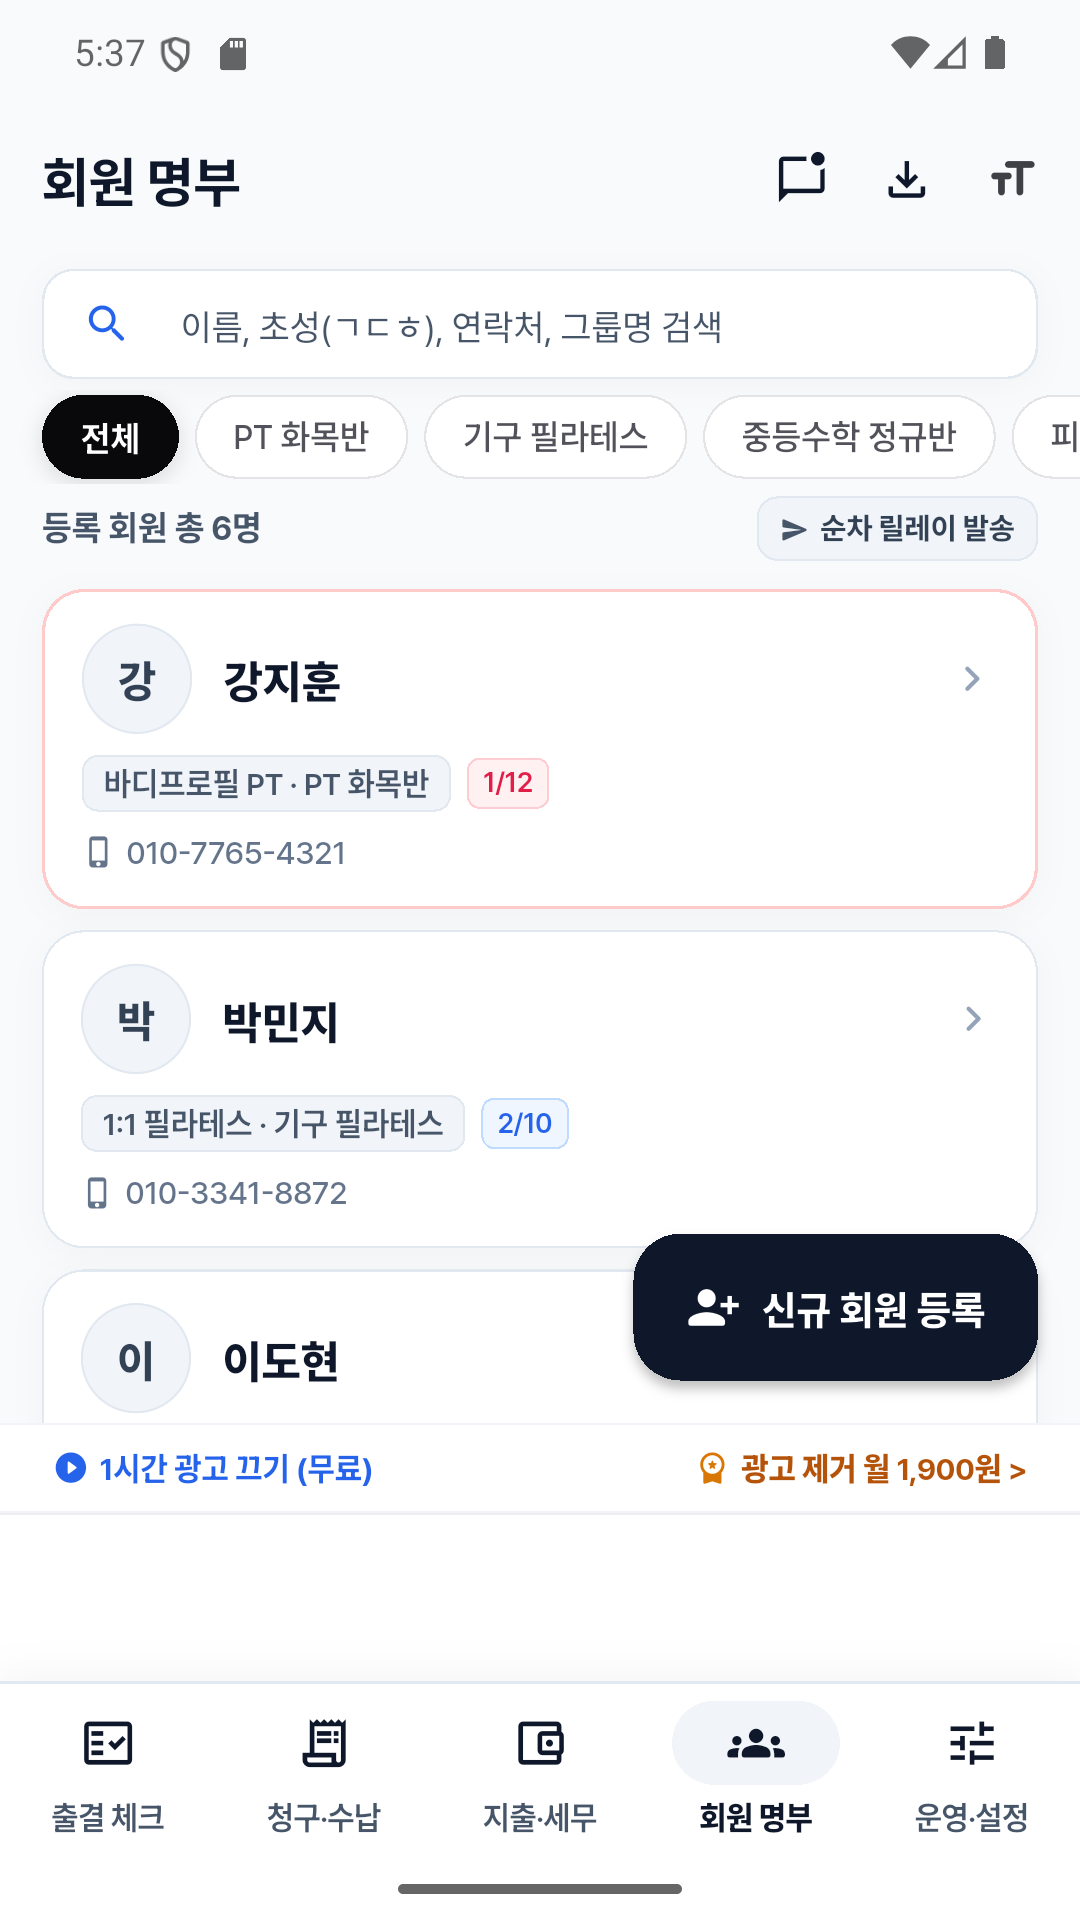 5:37
회원 명부
이름, 초성(ㄱㄷㅎ), 연락처, 그룹명 검색
전체
PT 화목반
기구 필라테스
중등수학 정규반
피
등록 회원 총 6명
순차 릴레이 발송
강
강지훈
바디프로필 PT · PT 화목반
1/12
010-7765-4321
박
박민지
1:1 필라테스 · 기구 필라테스
2/10
010-3341-8872
이
이도현
신규 회원 등록
1시간 광고 끄기 (무료)
광고 제거 월 1,900원 >
출결 체크
청구·수납
지출·세무
회원 명부
운영·설정